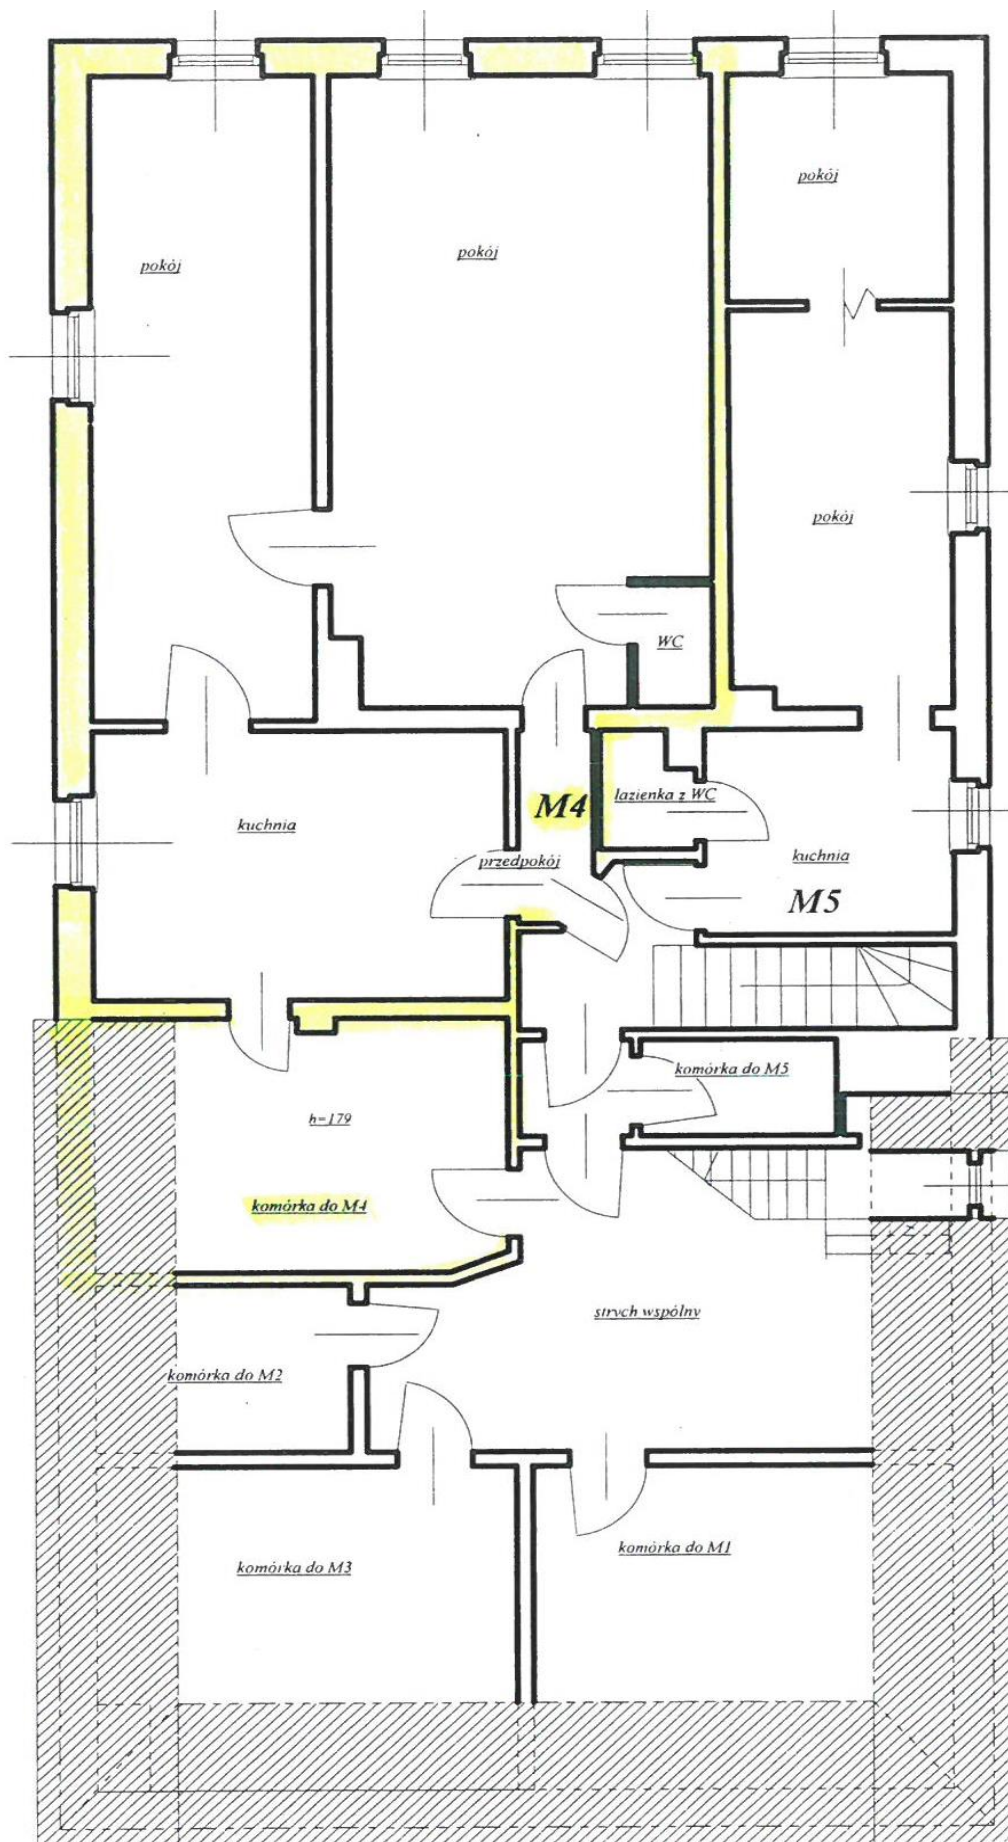 pokój
pokój
pokój
pokój
WC
M4
łazienka z WC
kuchnia
przedpokój
kuchnia
M5
komórka do M5
h=179
komórka do M4
strych wspólny
komórka do M2
komórka do M1
komórka do M3